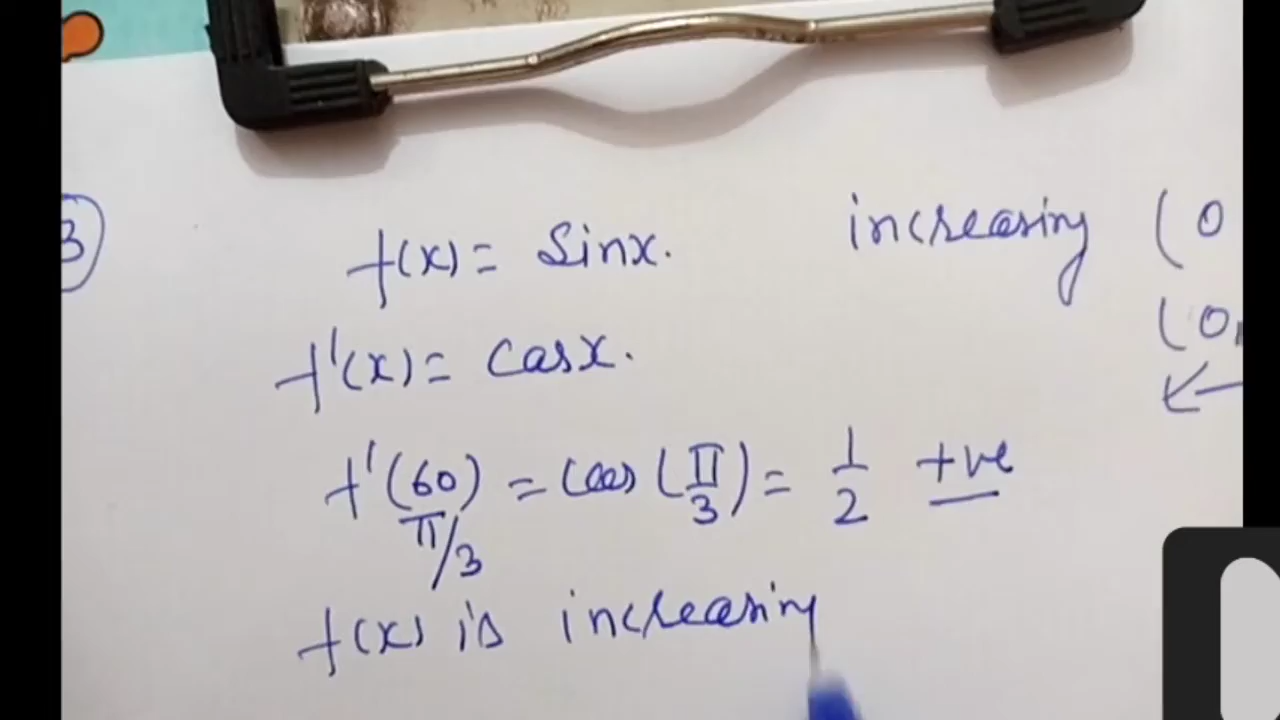 3
f(x) = Sinx. increasing (0
(0,
f'(x) = Cosx.
f'(60) = Cos(π/3) = 1/2 +ve
π/3
f(x) is increasing